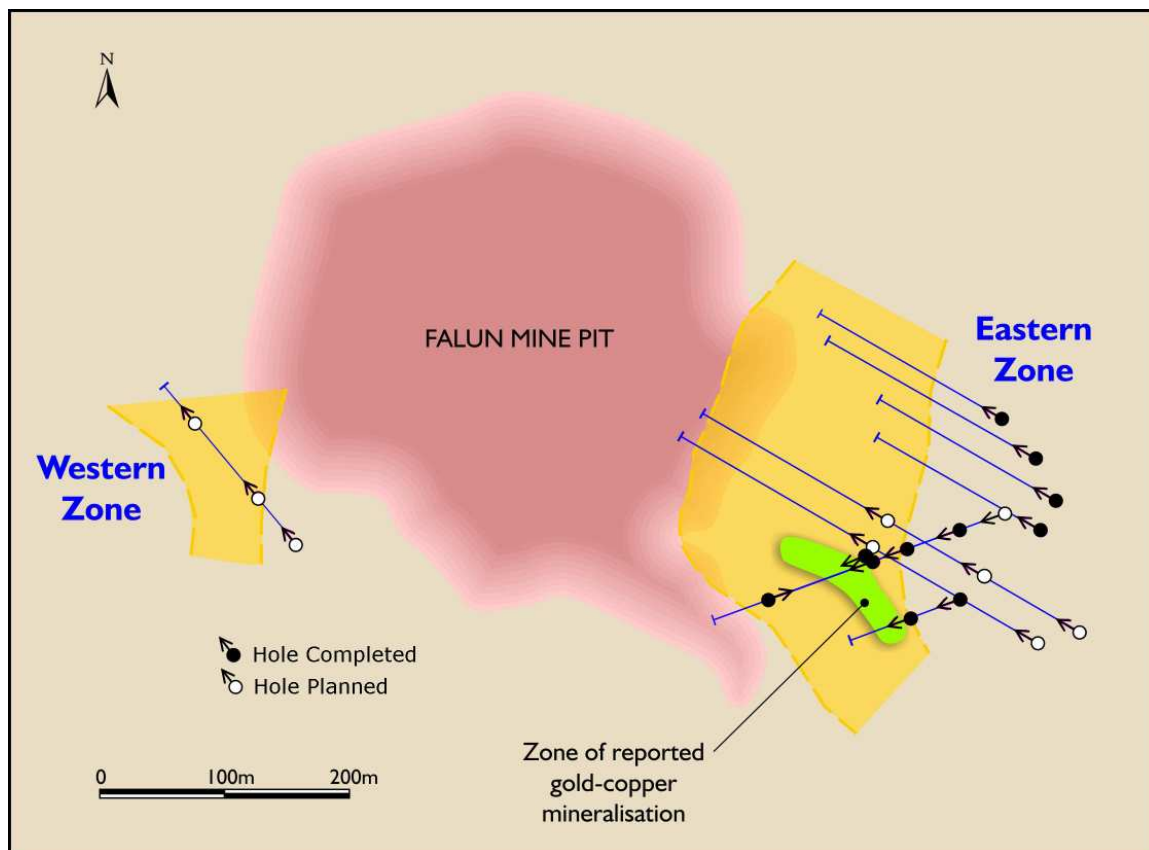 N
FALUN MINE PIT
Eastern
Zone
Western
Zone
Hole Completed
Hole Planned
0 100m 200m
Zone of reported
gold-copper
mineralisation